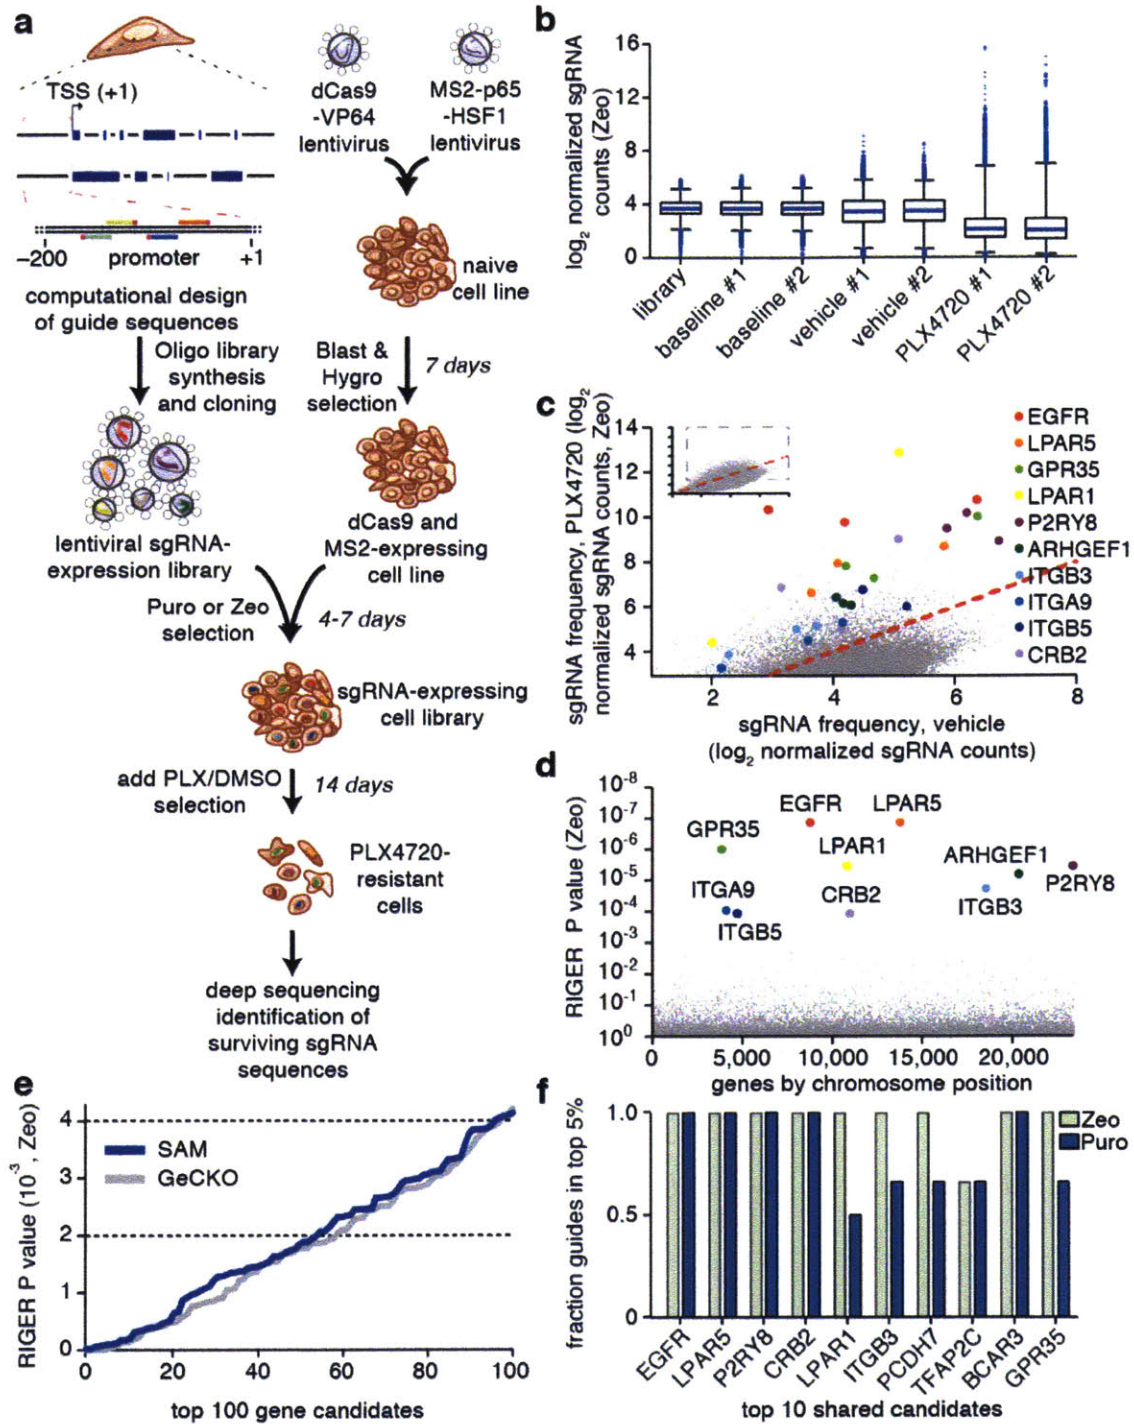 a
TSS (+1)
–200
promoter
+1
computational design
of guide sequences
Oligo library
synthesis
and cloning
lentiviral sgRNA-
expression library
dCas9
-VP64
lentivirus
MS2-p65
-HSF1
lentivirus
naive
cell line
Blast &
Hygro
selection
7 days
dCas9 and
MS2-expressing
cell line
Puro or Zeo
selection
4-7 days
sgRNA-expressing
cell library
add PLX/DMSO
selection
14 days
PLX4720-
resistant
cells
deep sequencing
identification of
surviving sgRNA
sequences
b
log2 normalized sgRNA
counts (Zeo)
16
12
8
4
0
library
baseline #1
baseline #2
vehicle #1
vehicle #2
PLX4720 #1
PLX4720 #2
c
sgRNA frequency, PLX4720 (log2
normalized sgRNA counts, Zeo)
14
12
10
8
6
4
2
4
6
8
sgRNA frequency, vehicle
(log2 normalized sgRNA counts)
EGFR
LPAR5
GPR35
LPAR1
P2RY8
ARHGEF1
ITGB3
ITGA9
ITGB5
CRB2
d
RIGER P value (Zeo)
10-8
10-7
10-6
10-5
10-4
10-3
10-2
10-1
100
EGFR
LPAR5
GPR35
LPAR1
ARHGEF1
P2RY8
ITGA9
CRB2
ITGB3
ITGB5
0
5,000
10,000
15,000
20,000
genes by chromosome position
e
RIGER P value (10-3, Zeo)
4
3
2
1
0
SAM
GeCKO
0
20
40
60
80
100
top 100 gene candidates
f
fraction guides in top 5%
1.0
0.5
0
Zeo
Puro
EGFR
LPAR5
P2RY8
CRB2
LPAR1
ITGB3
PCDH7
TFAP2C
BCAR3
GPR35
top 10 shared candidates